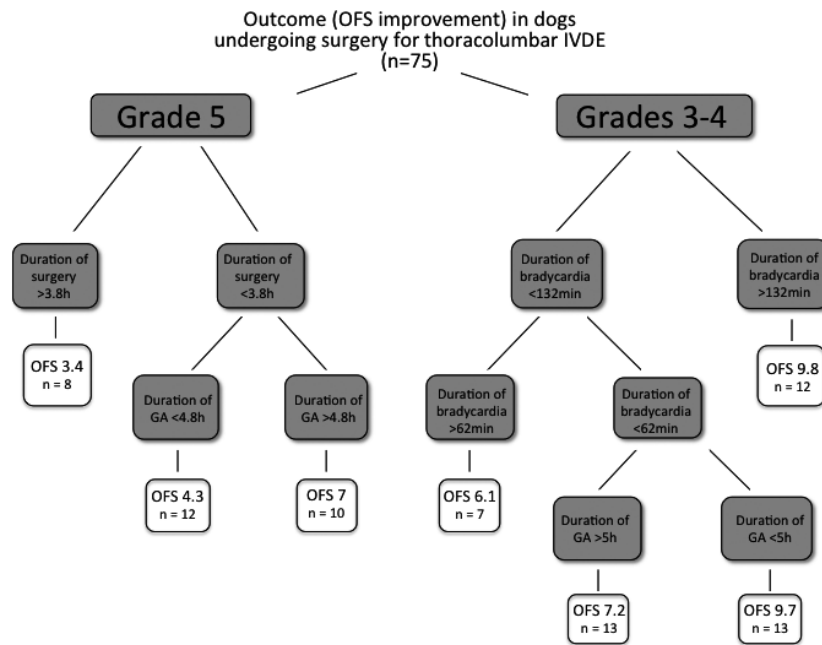 Outcome (OFS improvement) in dogs
undergoing surgery for thoracolumbar IVDE
(n=75)
Grade 5
Grades 3-4
Duration of
surgery
>3.8h
Duration of
surgery
<3.8h
Duration of
bradycardia
<132min
Duration of
bradycardia
>132min
OFS 3.4
n = 8
OFS 9.8
n = 12
Duration of
GA <4.8h
Duration of
GA >4.8h
Duration of
bradycardia
>62min
Duration of
bradycardia
<62min
OFS 4.3
n = 12
OFS 7
n = 10
OFS 6.1
n = 7
Duration of
GA >5h
Duration of
GA <5h
OFS 7.2
n = 13
OFS 9.7
n = 13